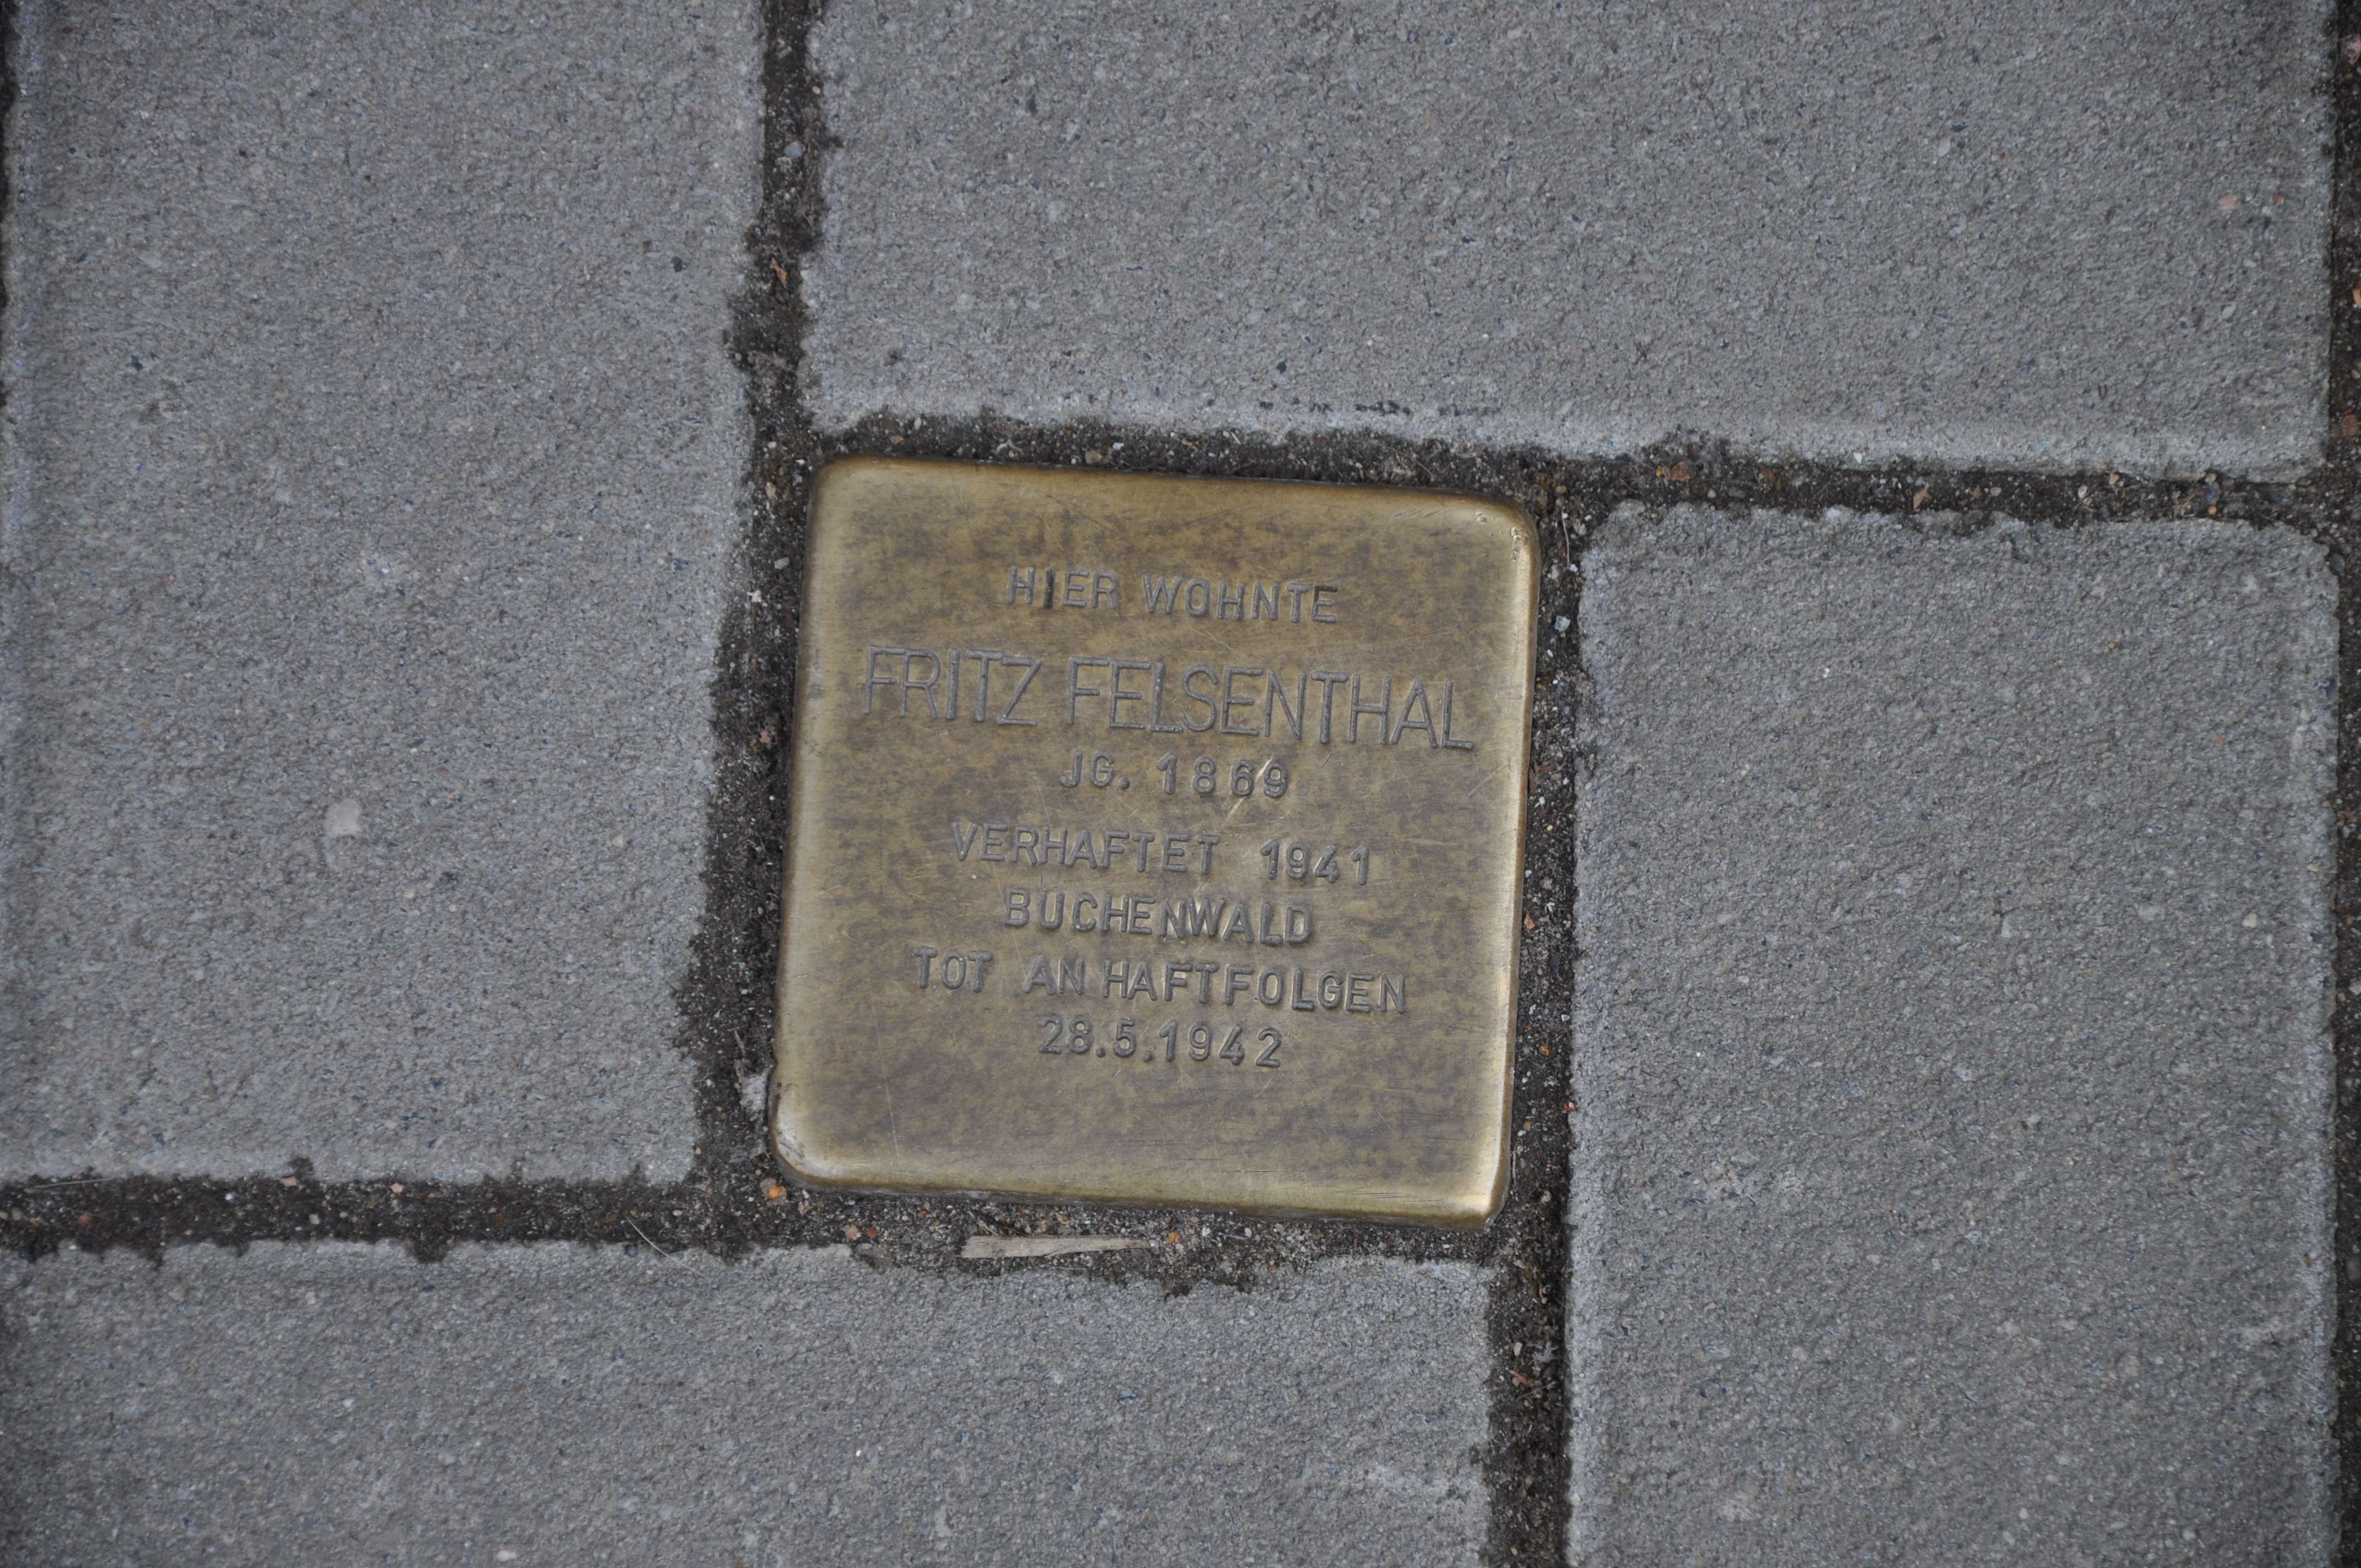 HIER WOHNTE
FRITZ FELSENTHAL
JG. 1869
VERHAFTET 1941
BUCHENWALD
TOT AN HAFTFOLGEN
28.5.1942